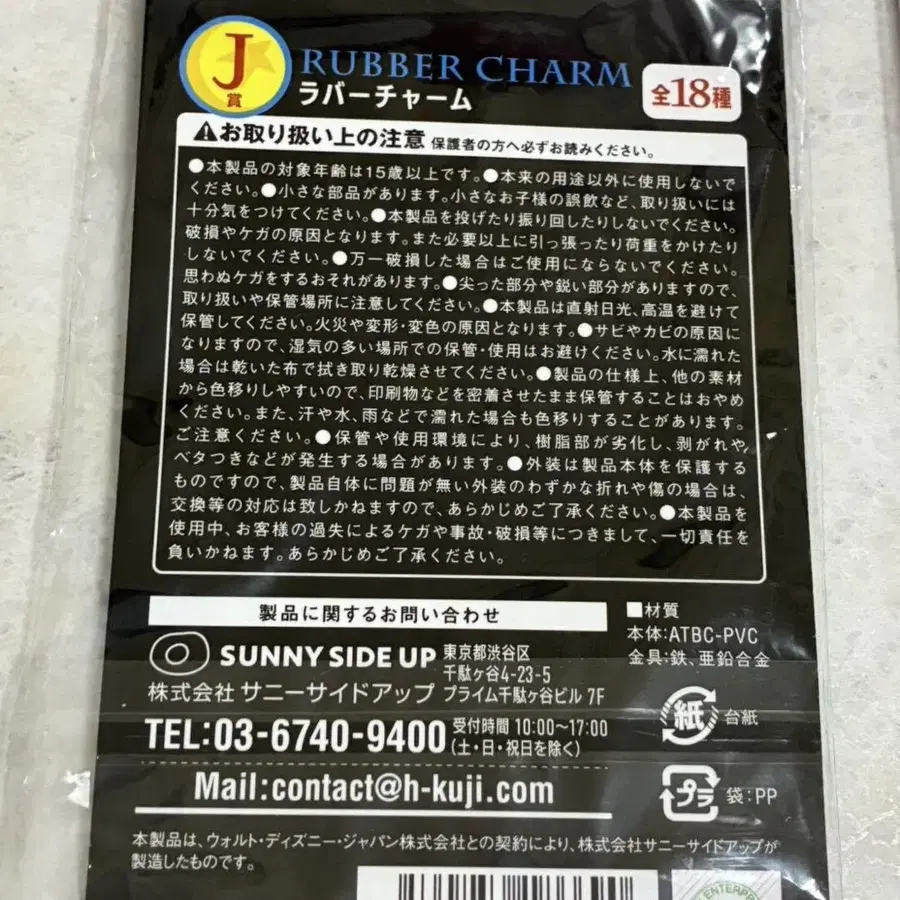 J賞
RUBBER CHARM
ラバーチャーム
全18種
お取り扱い上の注意 保護者の方へ必ずお読みください。
●本製品の対象年齢は15歳以上です。●本来の用途以外に使用しないで
ください。●小さな部品があります。小さなお子様の誤飲など、取り扱いには
十分気をつけてください。●本製品を投げたり振り回したりしないでください。
破損やケガの原因となります。また必要以上に引っ張ったり荷重をかけたり
しないでください。●万一破損した場合はご使用にならないでください。
思わぬケガをするおそれがあります。●尖った部分や鋭い部分がありますので、
取り扱いや保管場所に注意してください。●本製品は直射日光、高温を避けて
保管してください。火災や変形・変色の原因となります。●サビやカビの原因に
なりますので、湿気の多い場所での保管・使用はお避けください。水に濡れた
場合は乾いた布で拭き取り乾燥させてください。●製品の仕様上、他の素材
から色移りしやすいので、印刷物などを密着させたまま保管することはおやめ
ください。また、汗や水、雨などで濡れた場合も色移りすることがあります。
ご注意ください。●保管や使用環境により、樹脂部が劣化し、剥がれや
ベタつきなどが発生する場合があります。●外装は製品本体を保護する
ものですので、製品自体に問題が無い外装のわずかな折れや傷の場合は、
交換等の対応は致しかねますので、あらかじめご了承ください。●本製品を
使用中、お客様の過失によるケガや事故・破損等につきまして、一切責任を
負いかねます。あらかじめご了承ください。
製品に関するお問い合わせ
SUNNY SIDE UP
株式会社 サニーサイドアップ
東京都渋谷区
千駄ヶ谷4-23-5
プライム千駄ヶ谷ビル 7F
TEL:03-6740-9400 受付時間 10:00〜17:00
(土・日・祝日を除く)
Mail:contact@h-kuji.com
■材質
本体:ATBC-PVC
金具:鉄、亜鉛合金
紙 台紙
プラ 袋:PP
本製品は、ウォルト・ディズニー・ジャパン株式会社との契約により、株式会社サニーサイドアップが
製造したものです。